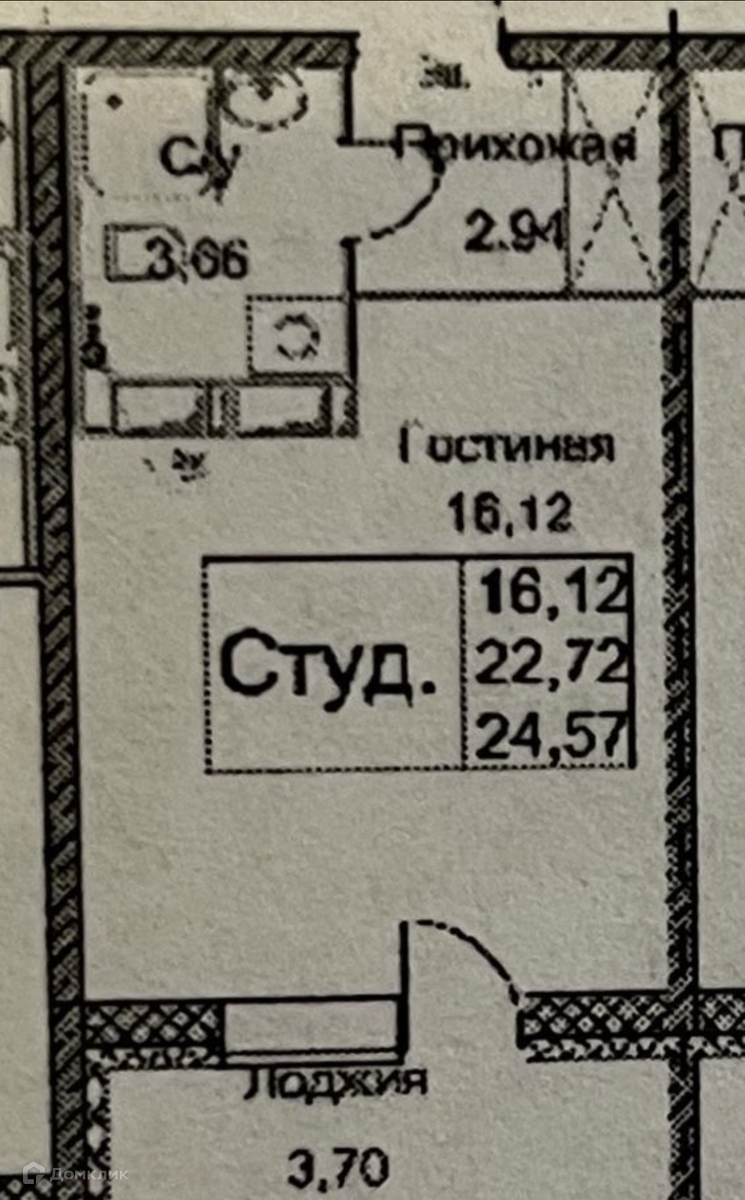 С/У
3,66
Прихожая
2.94
Гостиная
16,12
Студ.
16,12
22,72
24,57
Лоджия
3,70
Домклик